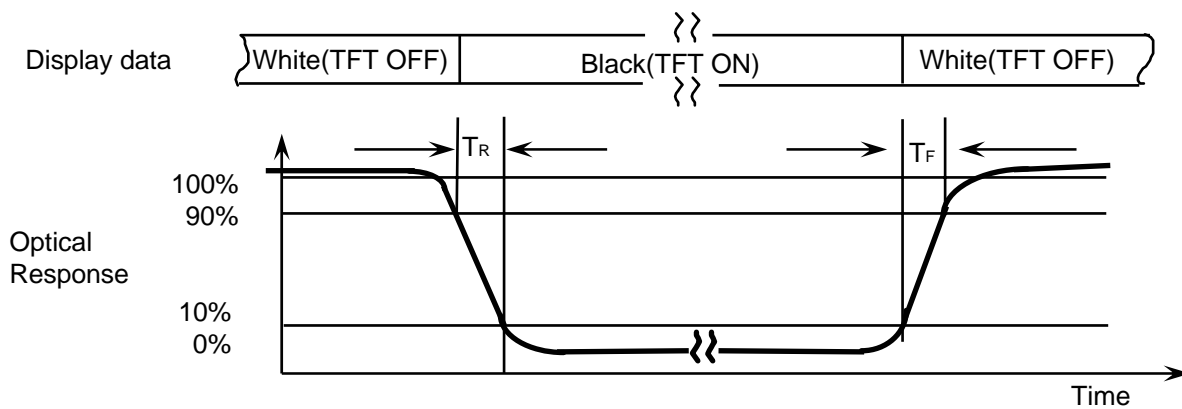 Display data
White(TFT OFF)
Black(TFT ON)
White(TFT OFF)
TR
TF
100%
90%
Optical
Response
10%
0%
Time